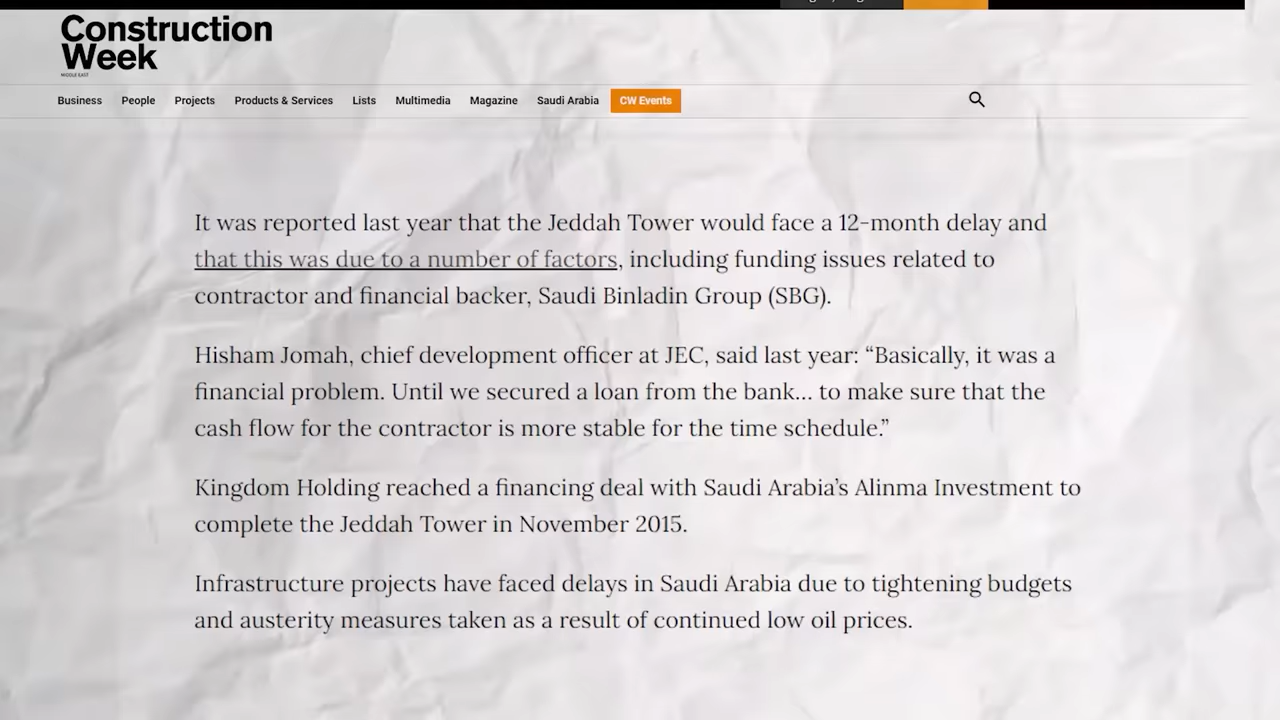 Construction
Week
MIDDLE EAST
Business People Projects Products & Services Lists Multimedia Magazine Saudi Arabia CW Events
It was reported last year that the Jeddah Tower would face a 12-month delay and
that this was due to a number of factors, including funding issues related to
contractor and financial backer, Saudi Binladin Group (SBG).
Hisham Jomah, chief development officer at JEC, said last year: “Basically, it was a
financial problem. Until we secured a loan from the bank… to make sure that the
cash flow for the contractor is more stable for the time schedule.”
Kingdom Holding reached a financing deal with Saudi Arabia’s Alinma Investment to
complete the Jeddah Tower in November 2015.
Infrastructure projects have faced delays in Saudi Arabia due to tightening budgets
and austerity measures taken as a result of continued low oil prices.